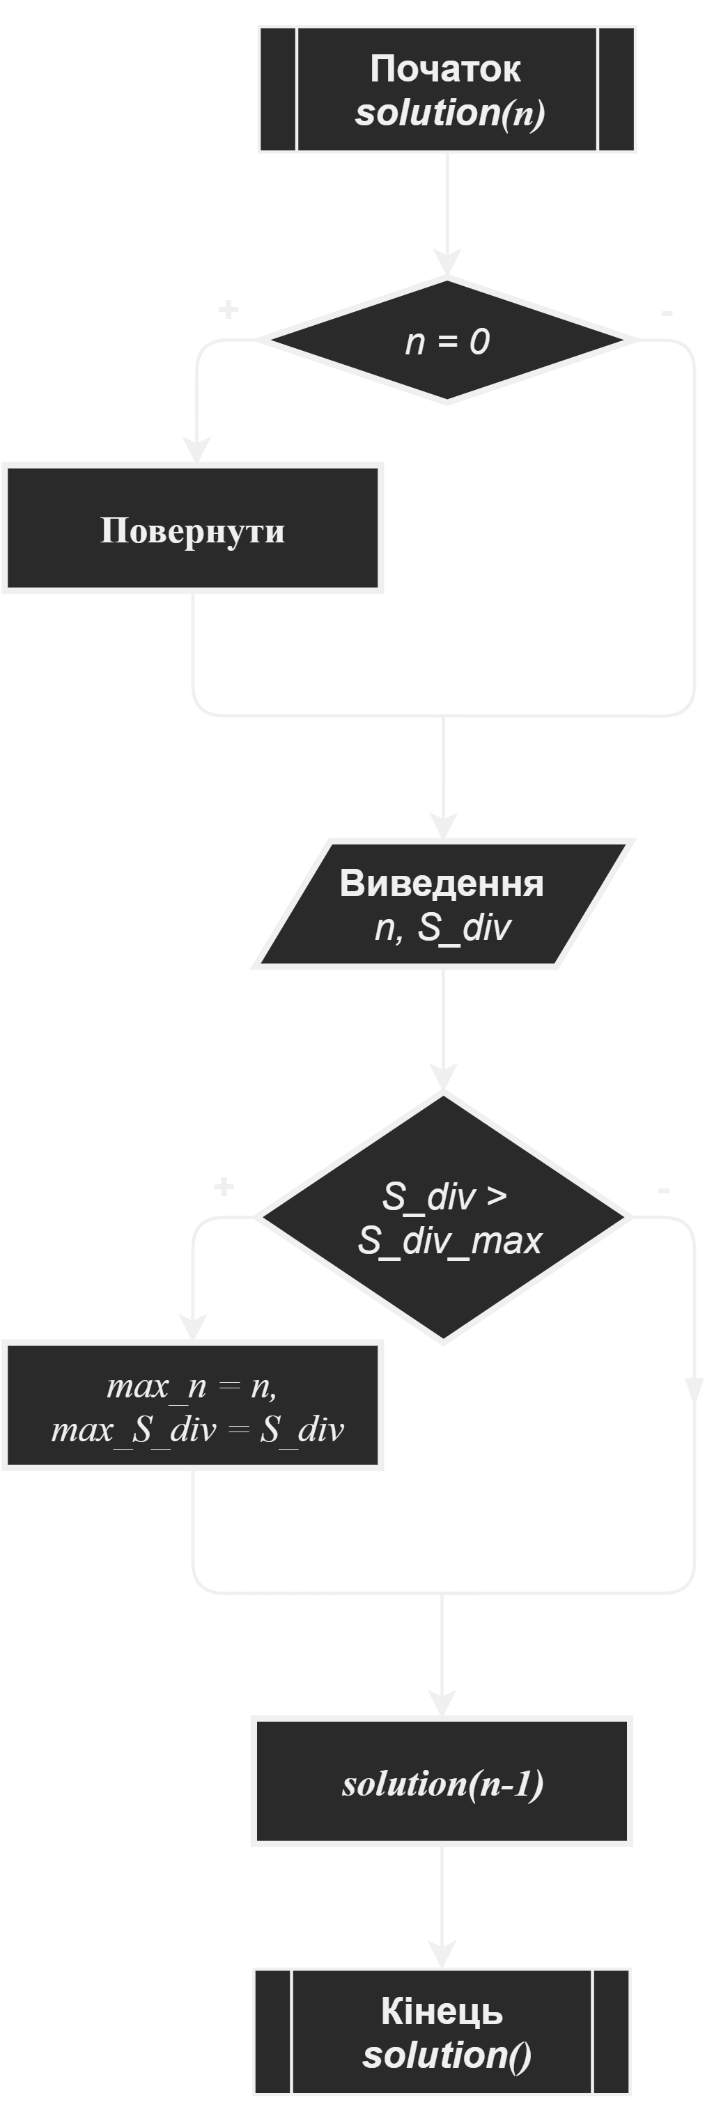 Початок
solution(n)
+
-
n = 0
Повернути
Виведення
n, S_div
+
-
S_div >
S_div_max
max_n = n,
max_S_div = S_div
solution(n-1)
Кінець
solution()